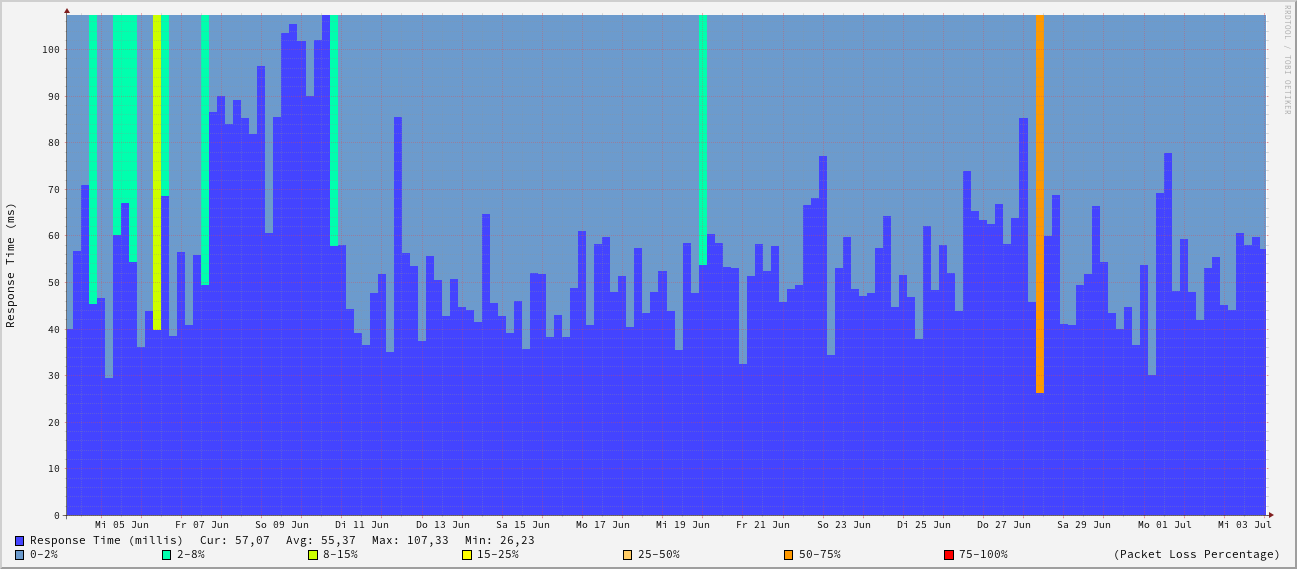 RRDTOOL / TOBI OETIKER
Response Time (ms)
100
90
80
70
60
50
40
30
20
10
0
Mi 05 Jun Fr 07 Jun So 09 Jun Di 11 Jun Do 13 Jun Sa 15 Jun Mo 17 Jun Mi 19 Jun Fr 21 Jun So 23 Jun Di 25 Jun Do 27 Jun Sa 29 Jun Mo 01 Jul Mi 03 Jul
Response Time (millis) Cur: 57,07 Avg: 55,37 Max: 107,33 Min: 26,23
0-2% 2-8% 8-15% 15-25% 25-50% 50-75% 75-100% (Packet Loss Percentage)